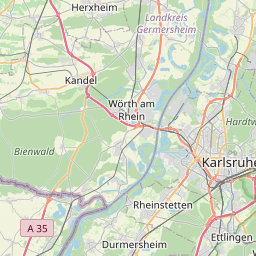 Herxheim
Landkreis
Germersheim
Kandel
Wörth am
Rhein
Hardtw
Bienwald
Karlsruhe
Rheinstetten
A 35
Ettlingen
Durmersheim